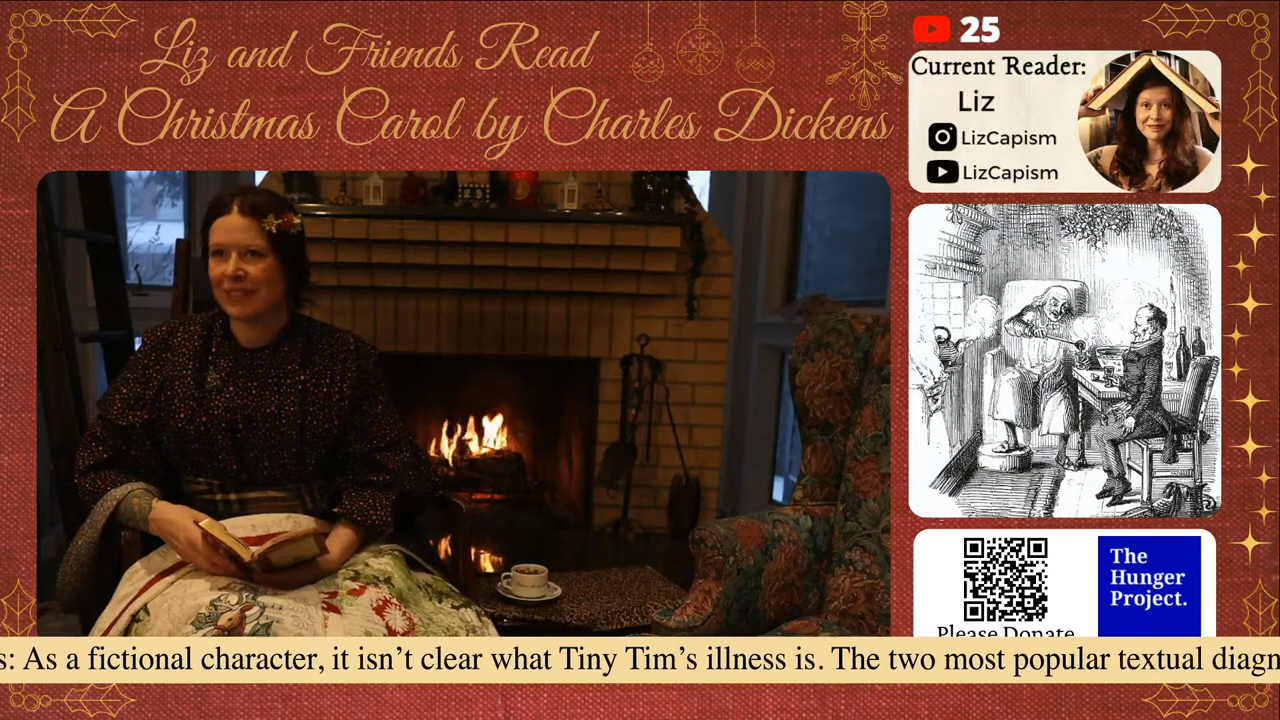 Liz and Friends Read
A Christmas Carol by Charles Dickens
25
Current Reader:
Liz
LizCapism
LizCapism
The
Hunger
Project.
Please Donate
s: As a fictional character, it isn’t clear what Tiny Tim’s illness is. The two most popular textual diagn